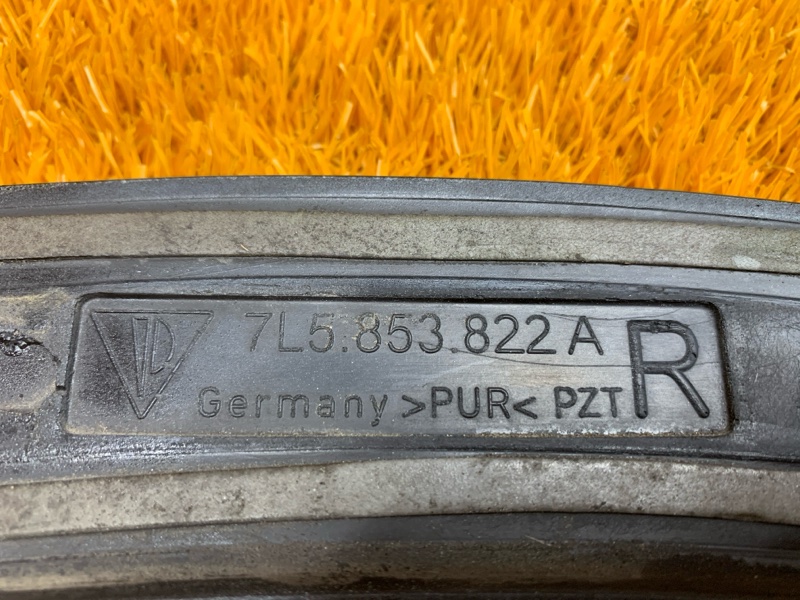 7L5.853.822 A
Germany >PUR< PZT R